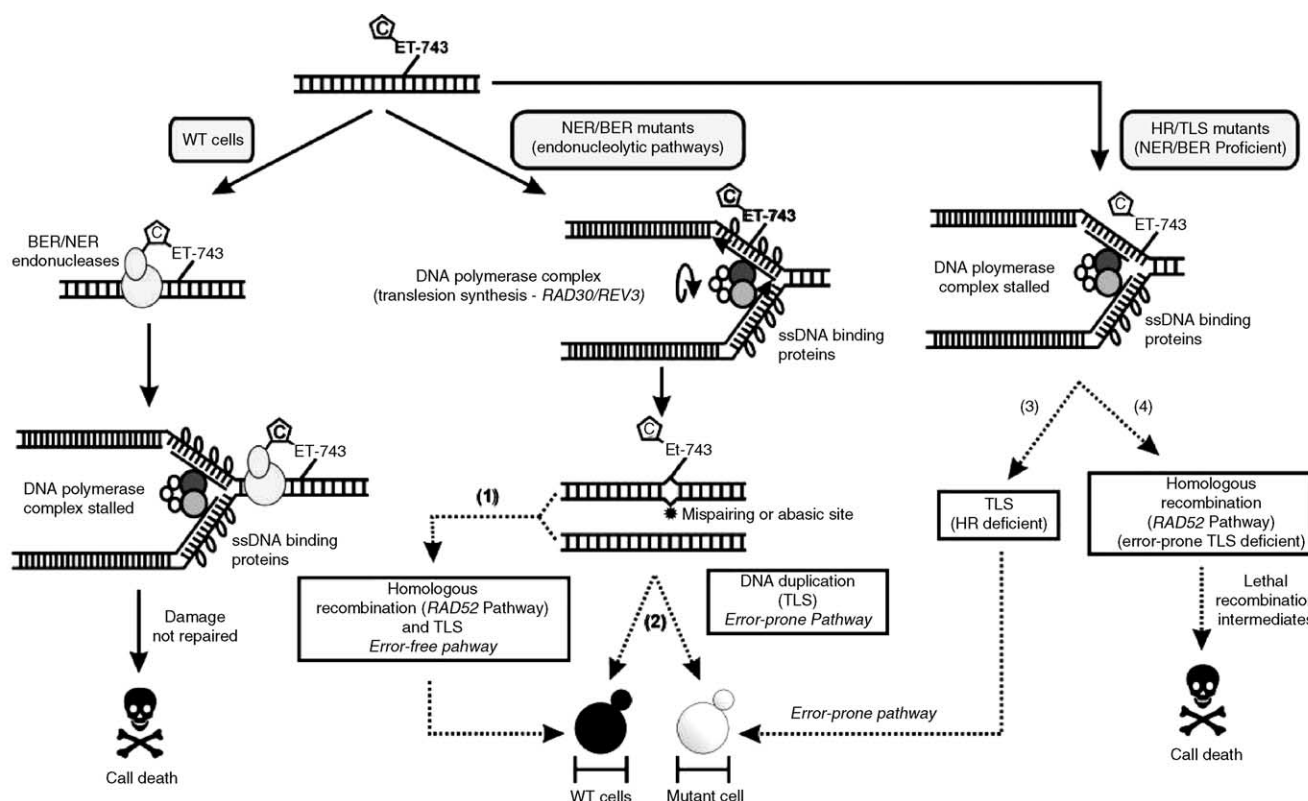 C
ET-743
WT cells
NER/BER mutants
(endonucleolytic pathways)
HR/TLS mutants
(NER/BER Proficient)
BER/NER
endonucleases
C
ET-743
C
ET-743
DNA polymerase complex
(translesion synthesis - RAD30/REV3)
ssDNA binding
proteins
C
ET-743
DNA ploymerase
complex stalled
ssDNA binding
proteins
C
ET-743
DNA polymerase
complex stalled
ssDNA binding
proteins
Damage
not repaired
Call death
C
Et-743
Mispairing or abasic site
(1)
Homologous
recombination (RAD52 Pathway)
and TLS
Error-free pahway
(2)
DNA duplication
(TLS)
Error-prone Pathway
WT cells
Mutant cell
(3)
(4)
TLS
(HR deficient)
Homologous
recombination
(RAD52 Pathway)
(error-prone TLS deficient)
Error-prone pathway
Lethal
recombination
intermediates
Call death